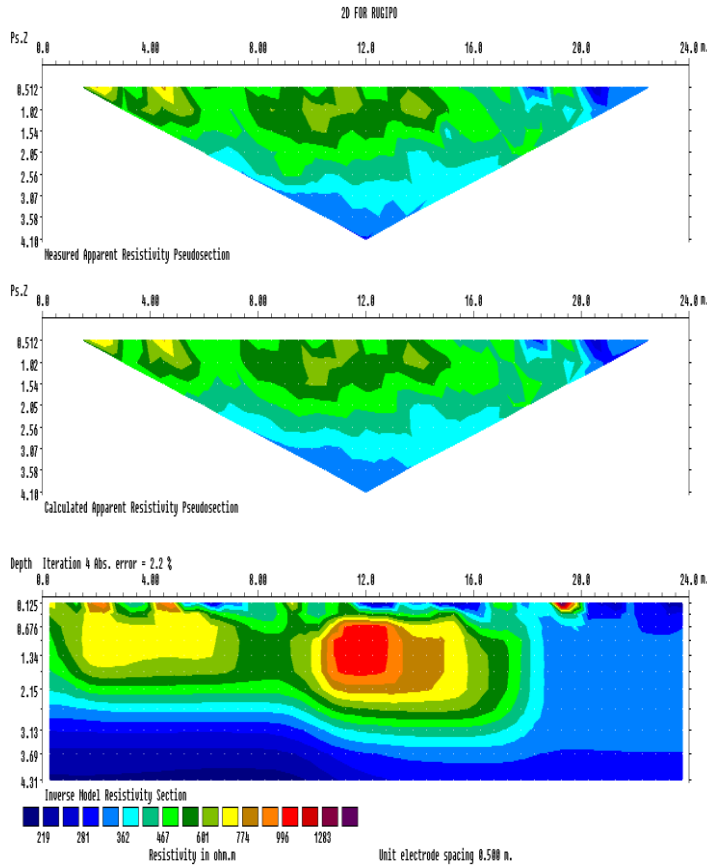 2D FOR RUGIPO
Ps.Z
0.0 4.00 8.00 12.0 16.0 20.0 24.0 m.
0.512
1.02
1.54
2.05
2.56
3.07
3.58
4.10
Measured Apparent Resistivity Pseudosection
Ps.Z
0.0 4.00 8.00 12.0 16.0 20.0 24.0 m.
0.512
1.02
1.54
2.05
2.56
3.07
3.58
4.10
Calculated Apparent Resistivity Pseudosection
Depth Iteration 4 Abs. error = 2.2 %
0.0 4.00 8.00 12.0 16.0 20.0 24.0 m.
0.125
0.676
1.34
2.15
3.13
3.69
4.31
Inverse Model Resistivity Section
219 281 362 467 601 774 996 1283
Resistivity in ohm.m Unit electrode spacing 0.500 m.